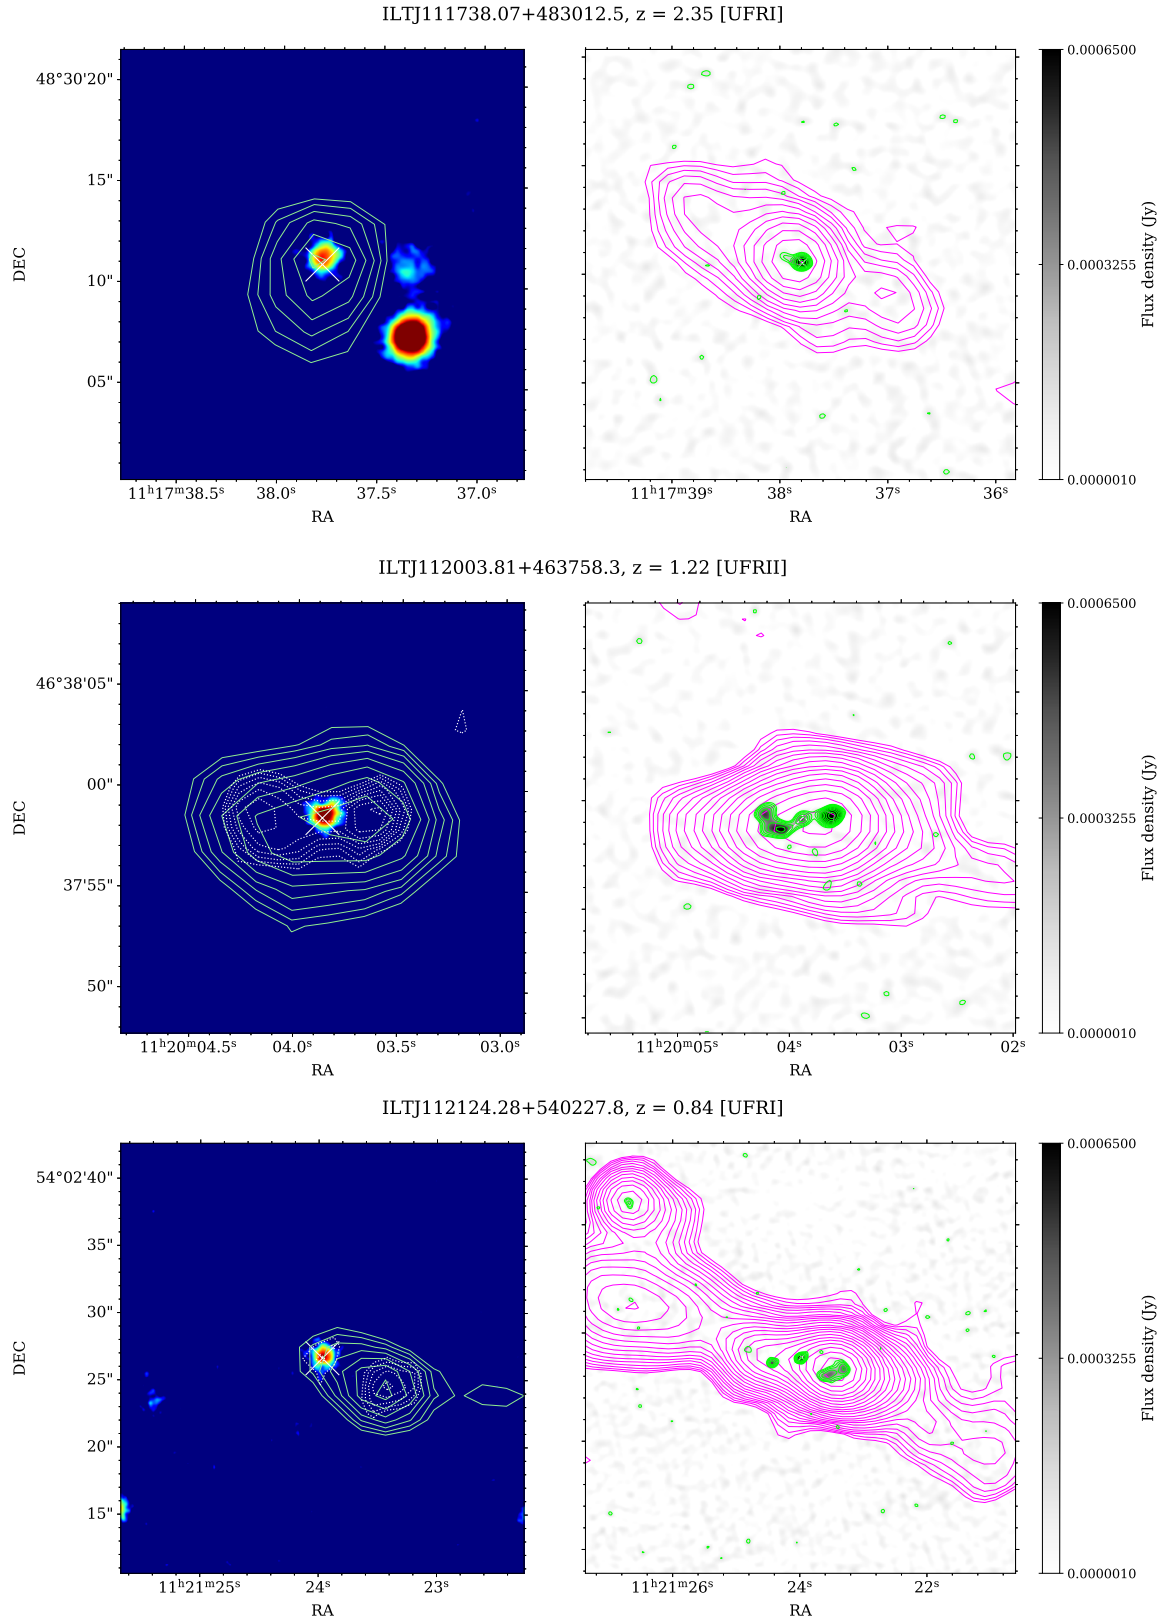 ILTJ111738.07+483012.5, z = 2.35 [UFRI]
48°30'20"
15"
10"
05"
DEC
11ʰ17ᵐ38.5ˢ 38.0ˢ 37.5ˢ 37.0ˢ
RA
11ʰ17ᵐ39ˢ 38ˢ 37ˢ 36ˢ
RA
0.0006500
0.0003255
0.0000010
Flux density (Jy)
ILTJ112003.81+463758.3, z = 1.22 [UFRII]
46°38'05"
00"
37'55"
50"
DEC
11ʰ20ᵐ04.5ˢ 04.0ˢ 03.5ˢ 03.0ˢ
RA
11ʰ20ᵐ05ˢ 04ˢ 03ˢ 02ˢ
RA
0.0006500
0.0003255
0.0000010
Flux density (Jy)
ILTJ112124.28+540227.8, z = 0.84 [UFRI]
54°02'40"
35"
30"
25"
20"
15"
DEC
11ʰ21ᵐ25ˢ 24ˢ 23ˢ
RA
11ʰ21ᵐ26ˢ 24ˢ 22ˢ
RA
0.0006500
0.0003255
0.0000010
Flux density (Jy)